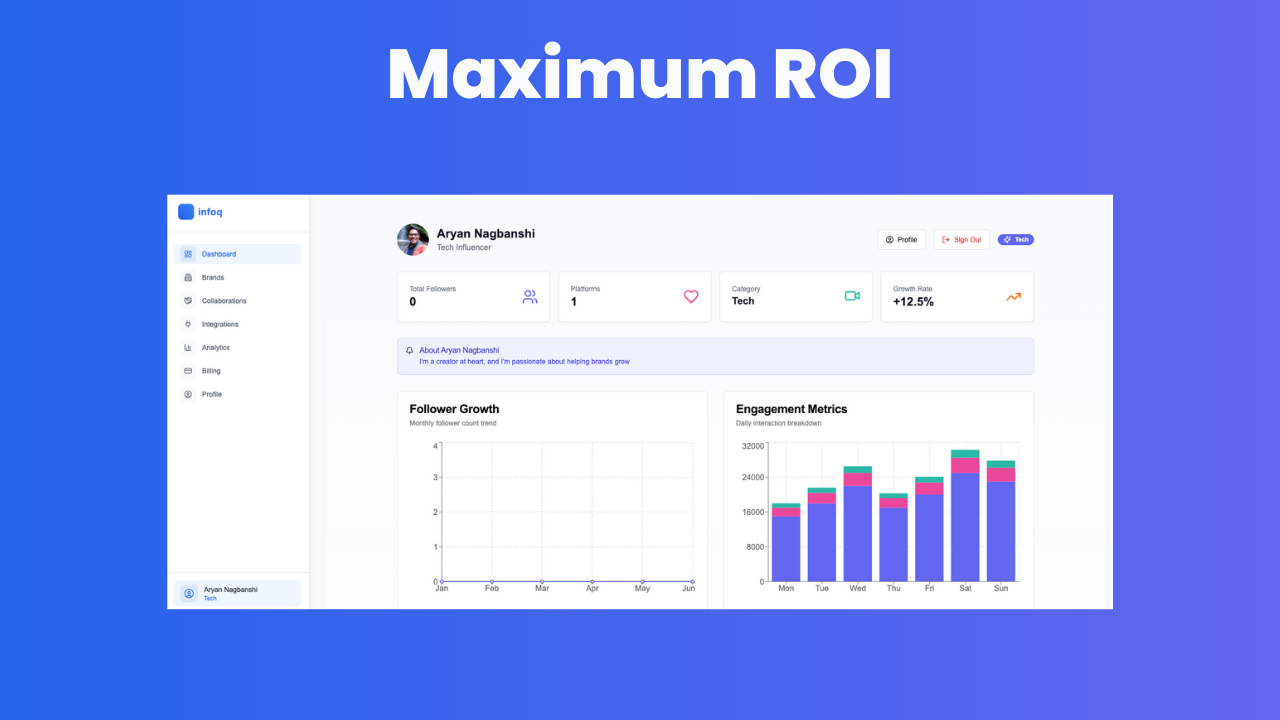 Maximum ROI
infoq
Dashboard
Brands
Collaborations
Integrations
Analytics
Billing
Profile
Aryan Nagbanshi
Tech
Aryan Nagbanshi
Tech Influencer
Profile
Sign Out
Tech
Total Followers
0
Platforms
1
Category
Tech
Growth Rate
+12.5%
About Aryan Nagbanshi
I'm a creator at heart, and I'm passionate about helping brands grow
Follower Growth
Monthly follower count trend
4
3
2
1
0
Jan Feb Mar Apr May Jun
Engagement Metrics
Daily interaction breakdown
32000
24000
16000
8000
0
Mon Tue Wed Thu Fri Sat Sun